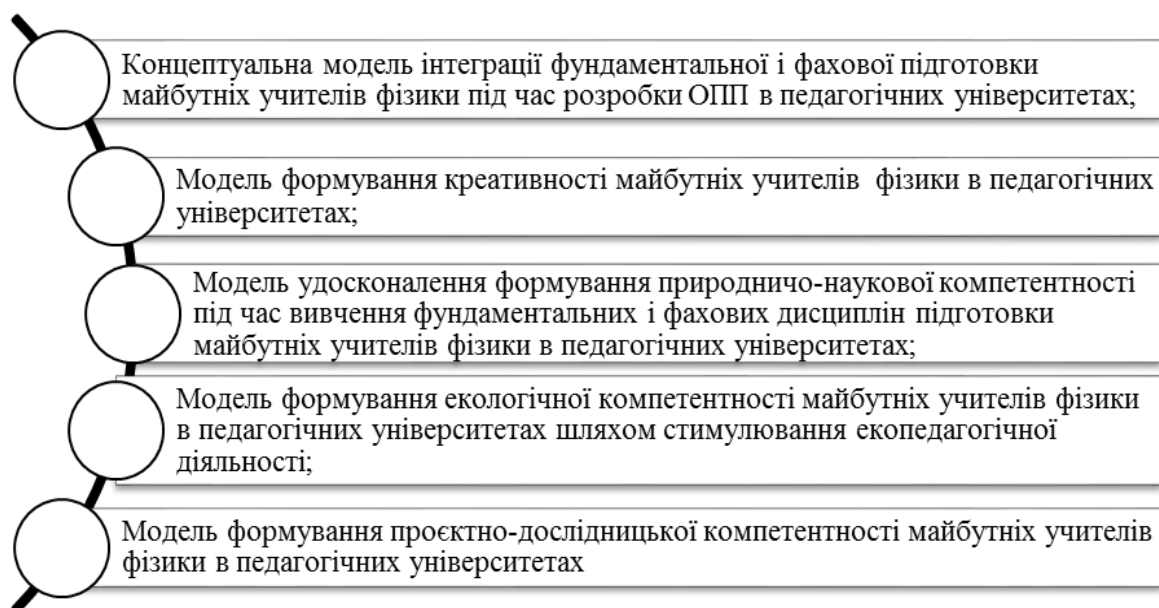 Концептуальна модель інтеграції фундаментальної і фахової підготовки
майбутніх учителів фізики під час розробки ОПП в педагогічних університетах;
Модель формування креативності майбутніх учителів фізики в педагогічних
університетах;
Модель удосконалення формування природничо-наукової компетентності
під час вивчення фундаментальних і фахових дисциплін підготовки
майбутніх учителів фізики в педагогічних університетах;
Модель формування екологічної компетентності майбутніх учителів фізики
в педагогічних університетах шляхом стимулювання екопедагогічної
діяльності;
Модель формування проєктно-дослідницької компетентності майбутніх учителів
фізики в педагогічних університетах